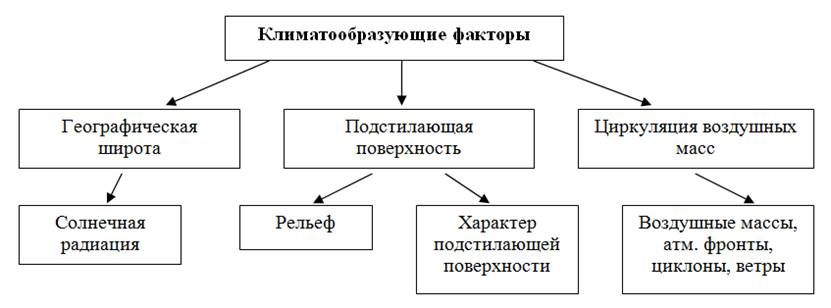 Климатообразующие факторы
Географическая
широта
Подстилающая
поверхность
Циркуляция воздушных
масс
Солнечная
радиация
Рельеф
Характер
подстилающей
поверхности
Воздушные массы,
атм. фронты,
циклоны, ветры